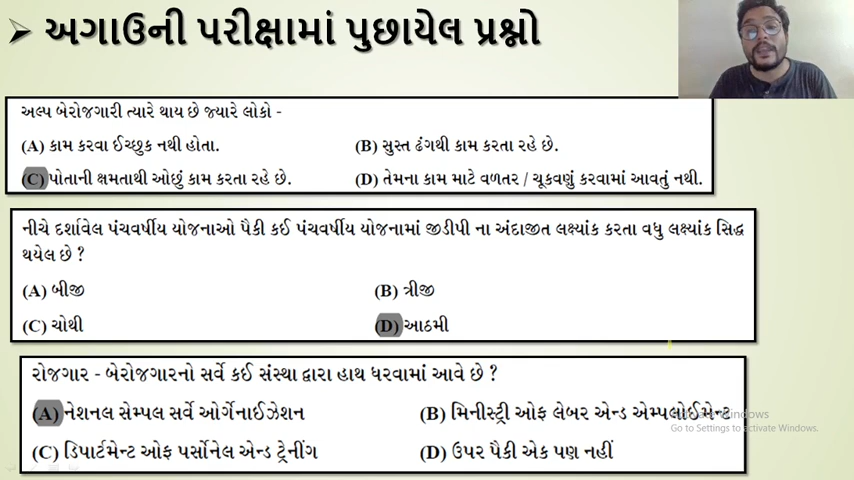 ➢ અગાઉની પરીક્ષામાં પુછાયેલ પ્રશ્નો
અલ્પ બેરોજગારી ત્યારે થાય છે જ્યારે લોકો -
(A) કામ કરવા ઈચ્છુક નથી હોતા. (B) સુસ્ત ઢંગથી કામ કરતા રહે છે.
(C) પોતાની ક્ષમતાથી ઓછું કામ કરતા રહે છે. (D) તેમના કામ માટે વળતર / ચૂકવણું કરવામાં આવતું નથી.
નીચે દર્શાવેલ પંચવર્ષીય યોજનાઓ પૈકી કઈ પંચવર્ષીય યોજનામાં જીડીપી ના અંદાજીત લક્ષ્યાંક કરતા વધુ લક્ષ્યાંક સિદ્ધ
થયેલ છે ?
(A) બીજી (B) ત્રીજી
(C) ચોથી (D) આઠમી
રોજગાર - બેરોજગારનો સર્વે કઈ સંસ્થા દ્વારા હાથ ધરવામાં આવે છે ?
(A) નેશનલ સેમ્પલ સર્વે ઓર્ગેનાઈઝેશન (B) મિનીસ્ટ્રી ઓફ લેબર એન્ડ એમ્પલોઈમેન્ટ
(C) ડિપાર્ટમેન્ટ ઓફ પર્સોનેલ એન્ડ ટ્રેનીંગ (D) ઉપર પૈકી એક પણ નહીં
Activate Windows
Go to Settings to activate Windows.